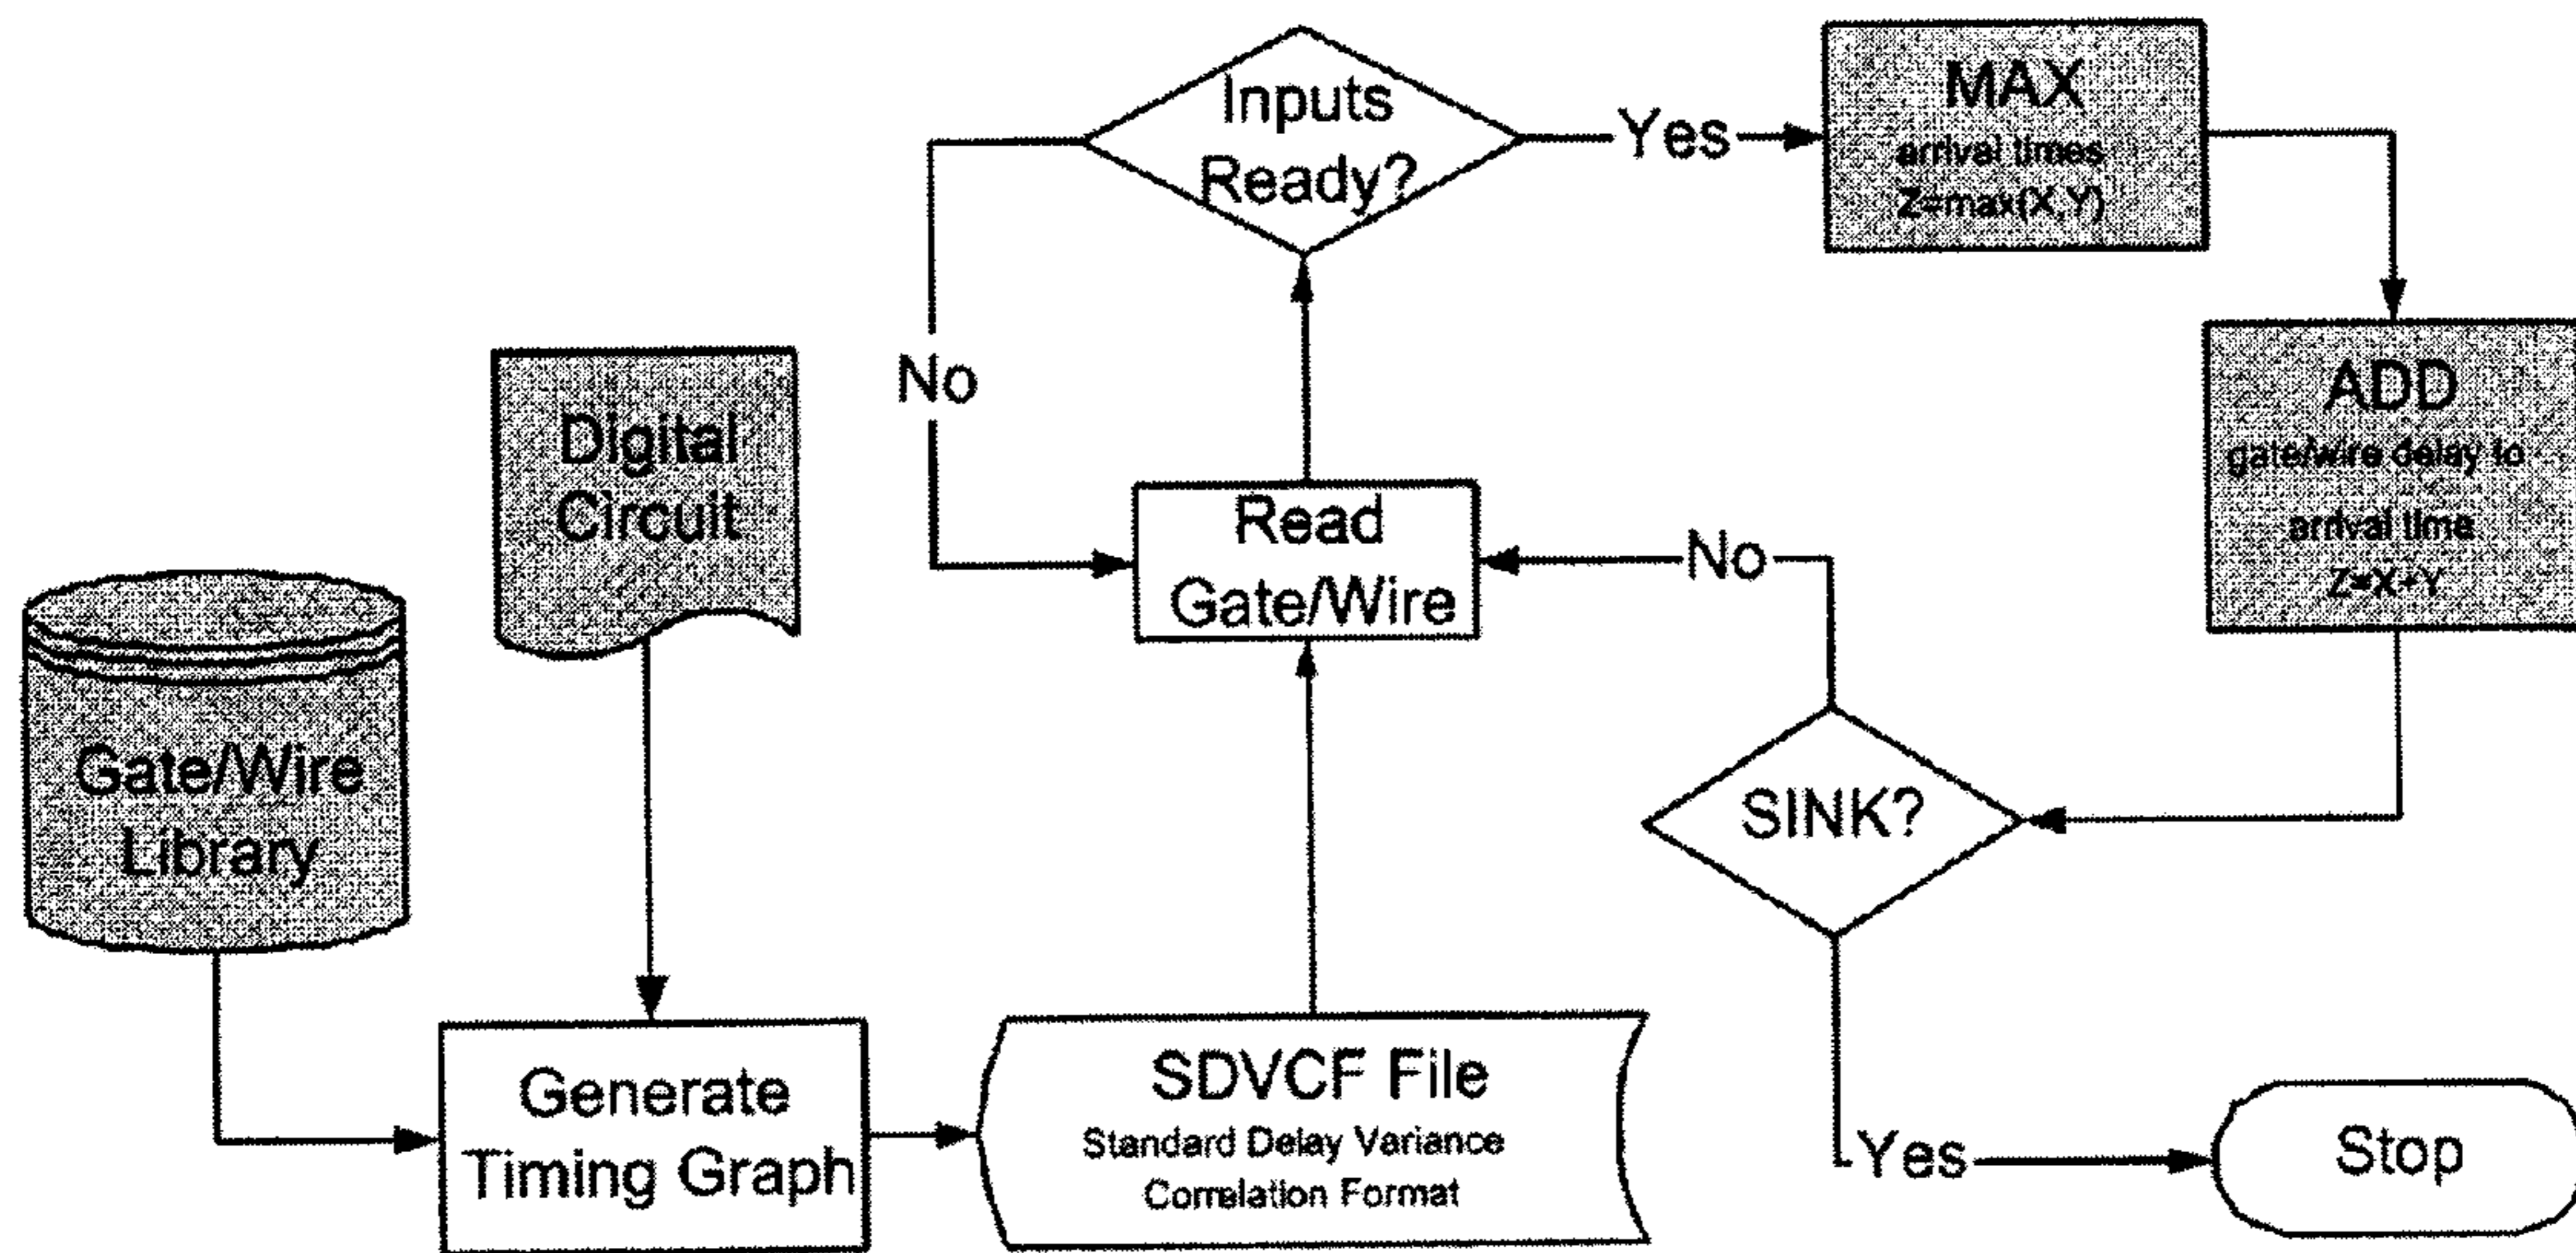 Inputs
Ready?
Yes
MAX
arrival times
Z=max(X,Y)
No
Digital
Circuit
ADD
gate/wire delay to
arrival time
Z=X+Y
Read
Gate/Wire
No
Gate/Wire
Library
SINK?
Generate
Timing Graph
SDVCF File
Standard Delay Variance
Correlation Format
Yes
Stop